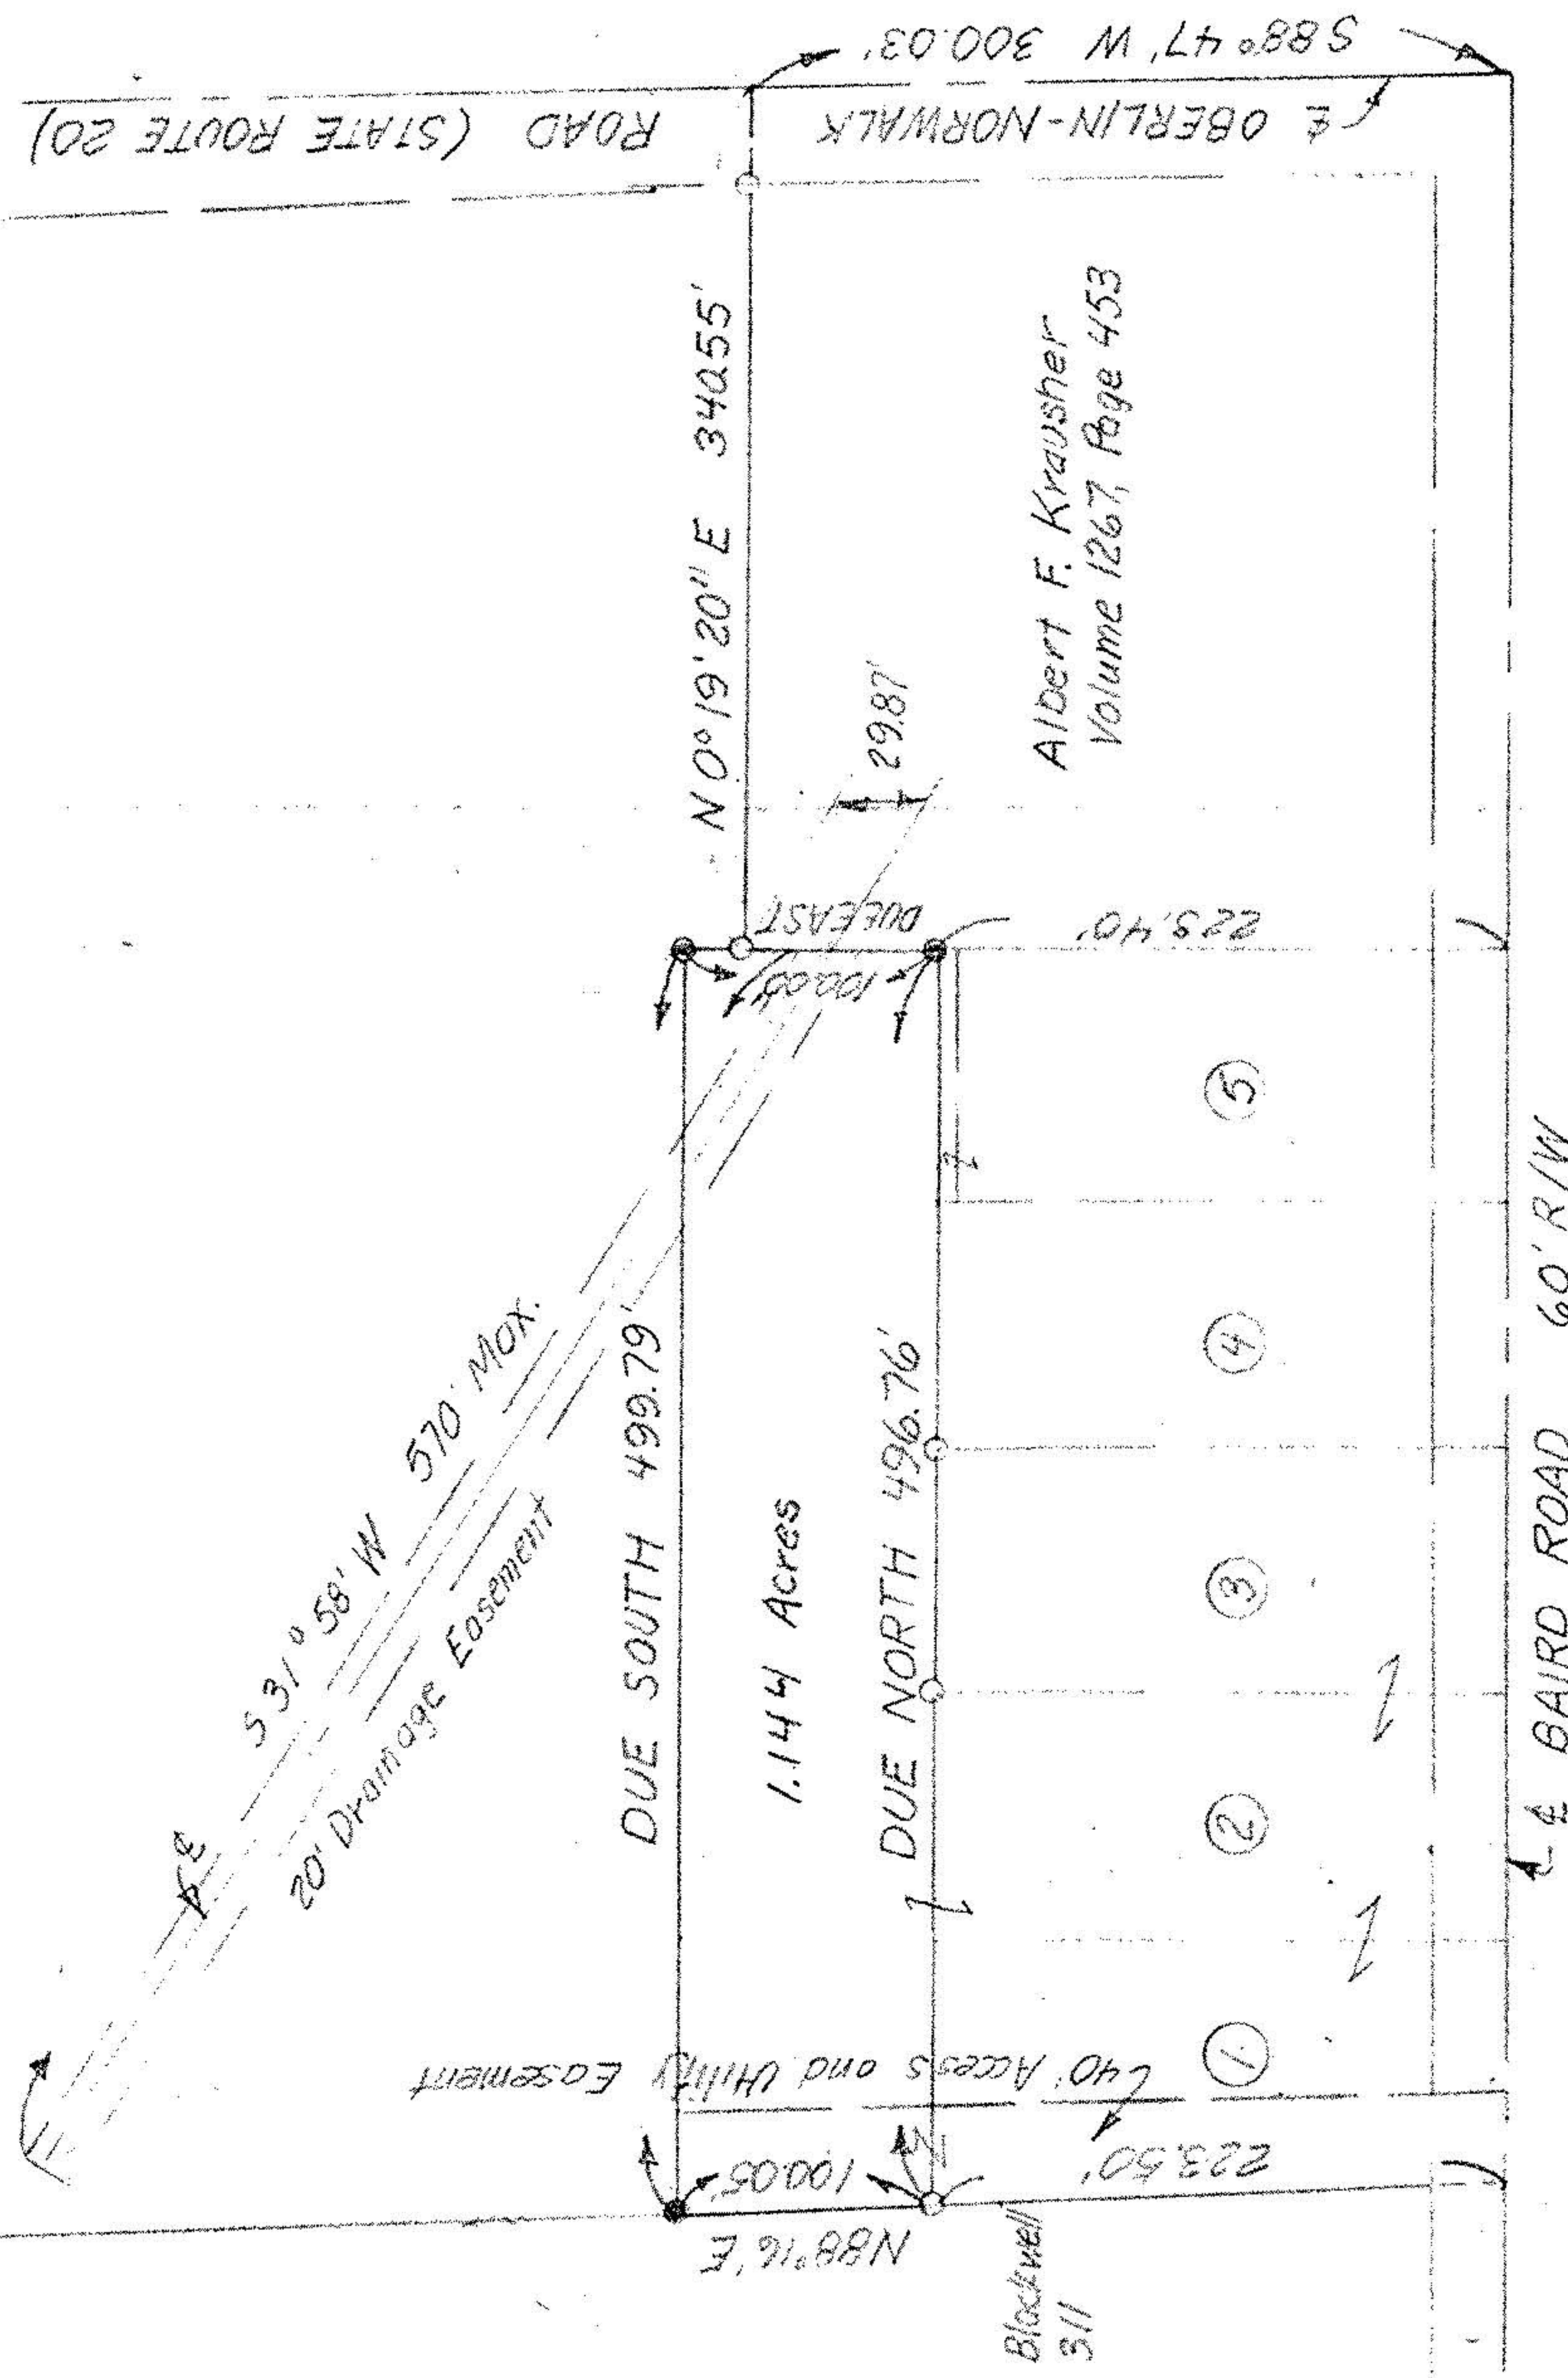 S 88° 47' W 300.03'
℄ OBERLIN-NORWALK ROAD (STATE ROUTE 20)
N 0° 19' 20" E 340.55'
Albert F. Krausher
Volume 1267, Page 453
29.87'
DUE EAST
100.00'
223.40'
S 31° 58' W 570' Max.
℄
20' Drainage Easement
DUE SOUTH 499.79'
1.144 Acres
DUE NORTH 496.76'
5
4
3
2
1
40' Access and Utility Easement
100.05'
223.50'
N88°16'E
Blackwell
311
℄ BAIRD ROAD 60' R/W